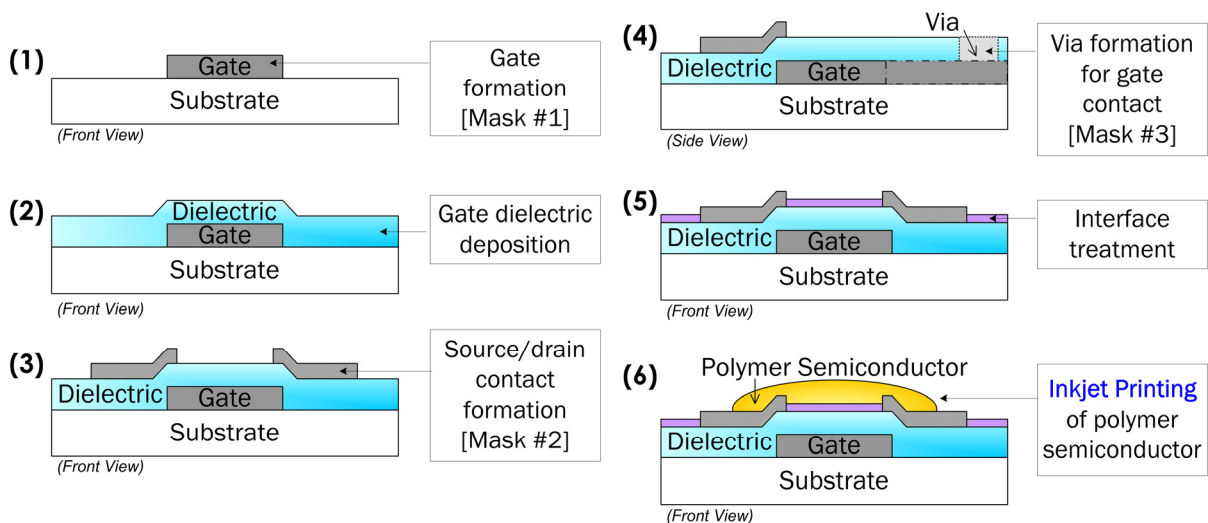 (1)
Gate
Substrate
(Front View)
Gate
formation
[Mask #1]
(2)
Dielectric
Gate
Substrate
(Front View)
Gate dielectric
deposition
(3)
Dielectric
Gate
Substrate
(Front View)
Source/drain
contact
formation
[Mask #2]
(4)
Via
Dielectric
Gate
Substrate
(Side View)
Via formation
for gate
contact
[Mask #3]
(5)
Dielectric
Gate
Substrate
(Front View)
Interface
treatment
(6)
Polymer Semiconductor
Dielectric
Gate
Substrate
(Front View)
Inkjet Printing
of polymer
semiconductor